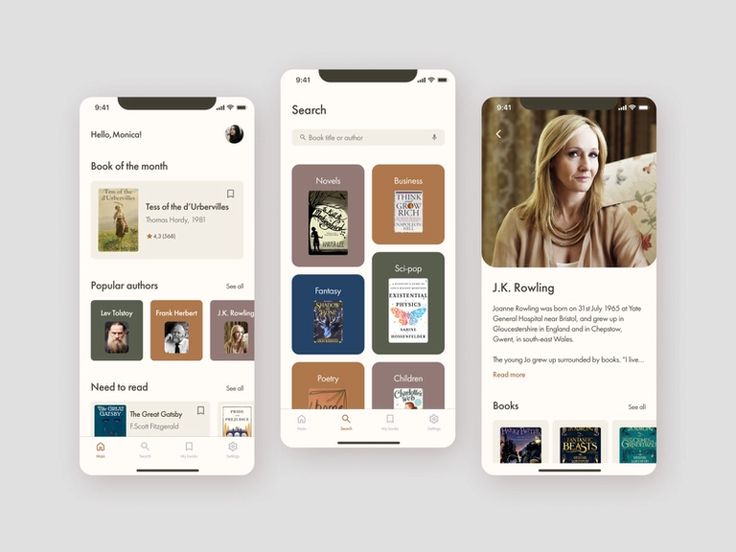 9:41
Hello, Monica!
Book of the month
Tess of the
d'Urbervilles
Tess of the d'Urbervilles
Thomas Hardy, 1981
4,3 (568)
Popular authors
See all
Lev Tolstoy
Frank Herbert
J.K. Rowling
Need to read
See all
THE GREAT
GATSBY
The Great Gatsby
F.Scott Fitzgerald
PRIDE
PREJUDICE
Main
Search
My books
Settings
9:41
Search
Book title or author
Novels
to Kill a
Mockingbird
HARPER LEE
Business
THINK
GROW
RICH
NAPOLEON
HILL
Fantasy
SHADOW
BONE
Sci-pop
EXISTENTIAL
PHYSICS
SABINE
HOSSENFELDER
Poetry
Children
Charlotte's
Web
Main
Search
My books
Settings
9:41
J.K. Rowling
Joanne Rowling was born on 31st July 1965 at Yate
General Hospital near Bristol, and grew up in
Gloucestershire in England and in Chepstow,
Gwent, in south-east Wales.
The young Jo grew up surrounded by books. "I live...
Read more
Books
See all
HARRY POTTER
FANTASTIC
BEASTS